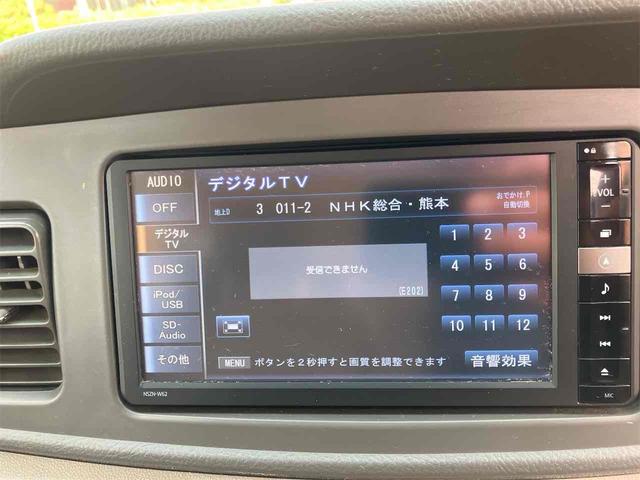 AUDIO
デジタルTV
OFF
地上D 3 011-2 NHK総合・熊本
おでかけ.P
自動切換
デジタル
TV
DISC
iPod/
USB
SD-
Audio
その他
受信できません
(E202)
1 2 3
4 5 6
7 8 9
10 11 12
MENU ボタンを2秒押すと画質を調整できます
音響効果
NSZN-W62
+
VOL
−
MIC